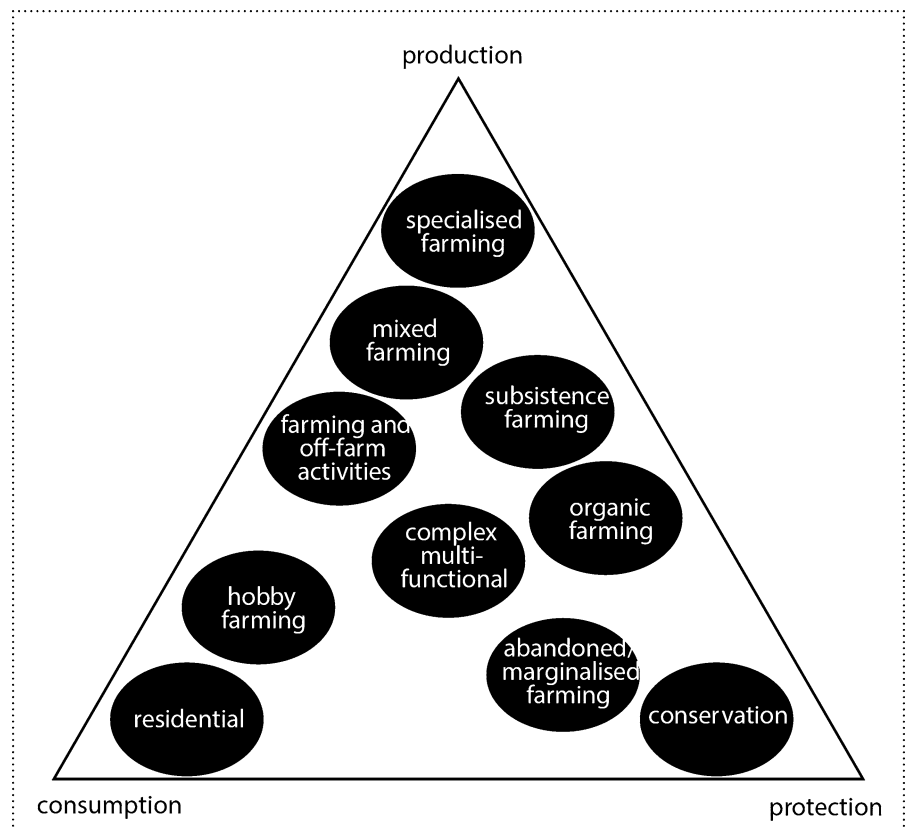 production
specialised
farming
mixed
farming
subsistence
farming
farming and
off-farm
activities
organic
farming
complex
multi-
functional
hobby
farming
abandoned/
marginalised
farming
residential
conservation
consumption
protection